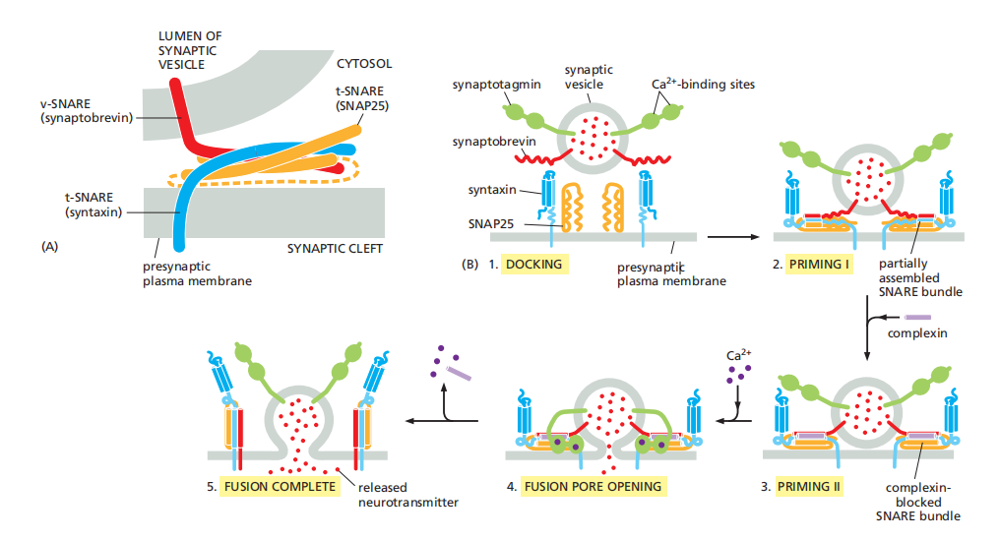 LUMEN OF
SYNAPTIC
VESICLE
CYTOSOL
v-SNARE
(synaptobrevin)
t-SNARE
(SNAP25)
t-SNARE
(syntaxin)
SYNAPTIC CLEFT
(A)
presynaptic
plasma membrane
synaptotagmin
synaptic
vesicle
Ca2+-binding sites
synaptobrevin
syntaxin
SNAP25
(B) 1. DOCKING
presynaptic
plasma membrane
2. PRIMING I
partially
assembled
SNARE bundle
complexin
Ca2+
5. FUSION COMPLETE
released
neurotransmitter
4. FUSION PORE OPENING
3. PRIMING II
complexin-
blocked
SNARE bundle